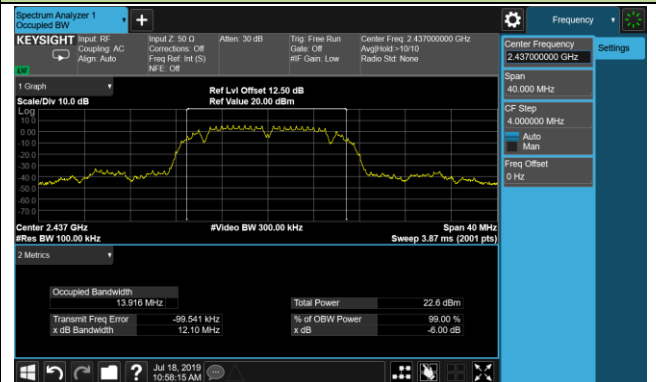 Spectrum Analyzer 1
Occupied BW
+
Frequency
KEYSIGHT
Input: RF
Coupling: AC
Align: Auto
Input Z: 50 Ω
Corrections: Off
Freq Ref: Int (S)
NFE: Off
Atten: 30 dB
Trig: Free Run
Gate: Off
#IF Gain: Low
Center Freq: 2.437000000 GHz
Avg|Hold:>10/10
Radio Std: None
Center Frequency
2.437000000 GHz
Settings
Span
40.000 MHz
CF Step
4.000000 MHz
Auto
Man
Freq Offset
0 Hz
1 Graph
Scale/Div 10.0 dB
Ref Lvl Offset 12.50 dB
Ref Value 20.00 dBm
Log
10.0
0.00
-10.0
-20.0
-30.0
-40.0
-50.0
-60.0
-70.0
Center 2.437 GHz
#Video BW 300.00 kHz
Span 40 MHz
#Res BW 100.00 kHz
Sweep 3.87 ms (2001 pts)
2 Metrics
Occupied Bandwidth
13.916 MHz
Total Power 22.6 dBm
Transmit Freq Error -99.541 kHz
% of OBW Power 99.00 %
x dB Bandwidth 12.10 MHz
x dB -6.00 dB
?
Jul 18, 2019
10:58:15 AM